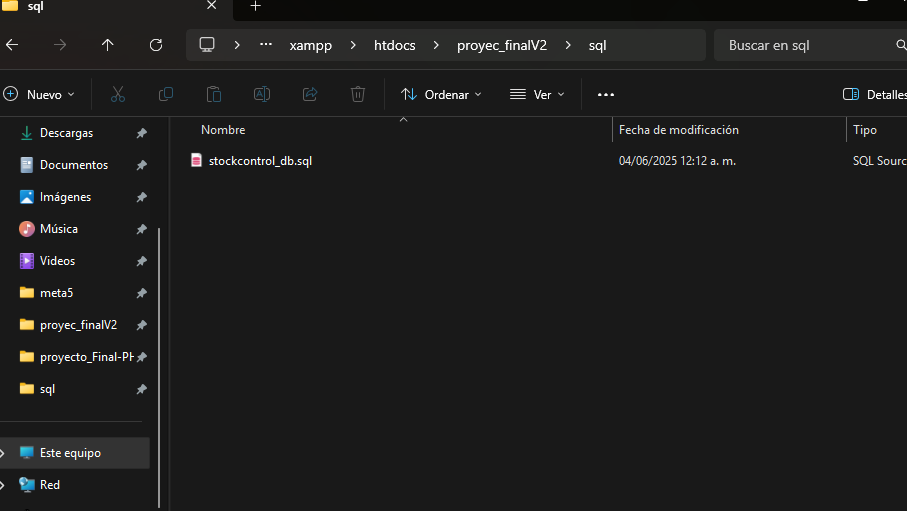 sql
xampp
htdocs
proyec_finalV2
sql
Buscar en sql
Nuevo
Ordenar
Ver
Detalles
Nombre
Fecha de modificación
Tipo
stockcontrol_db.sql
04/06/2025 12:12 a. m.
SQL Sourc
Descargas
Documentos
Imágenes
Música
Videos
meta5
proyec_finalV2
proyecto_Final-PH
sql
Este equipo
Red